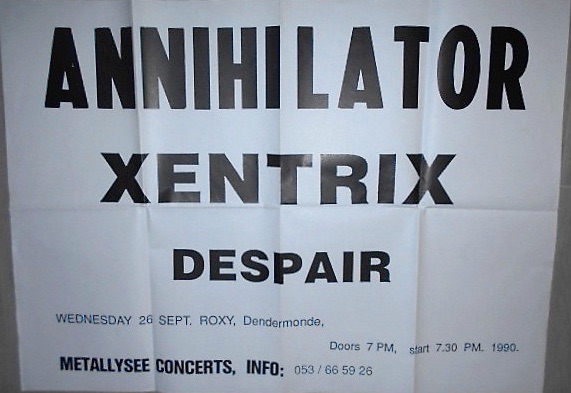 ANNIHILATOR
XENTRIX
DESPAIR
WEDNESDAY 26 SEPT. ROXY, Dendermonde,
Doors 7 PM, start 7.30 PM. 1990.
METALLYSEE CONCERTS, INFO: 053 / 66 59 26